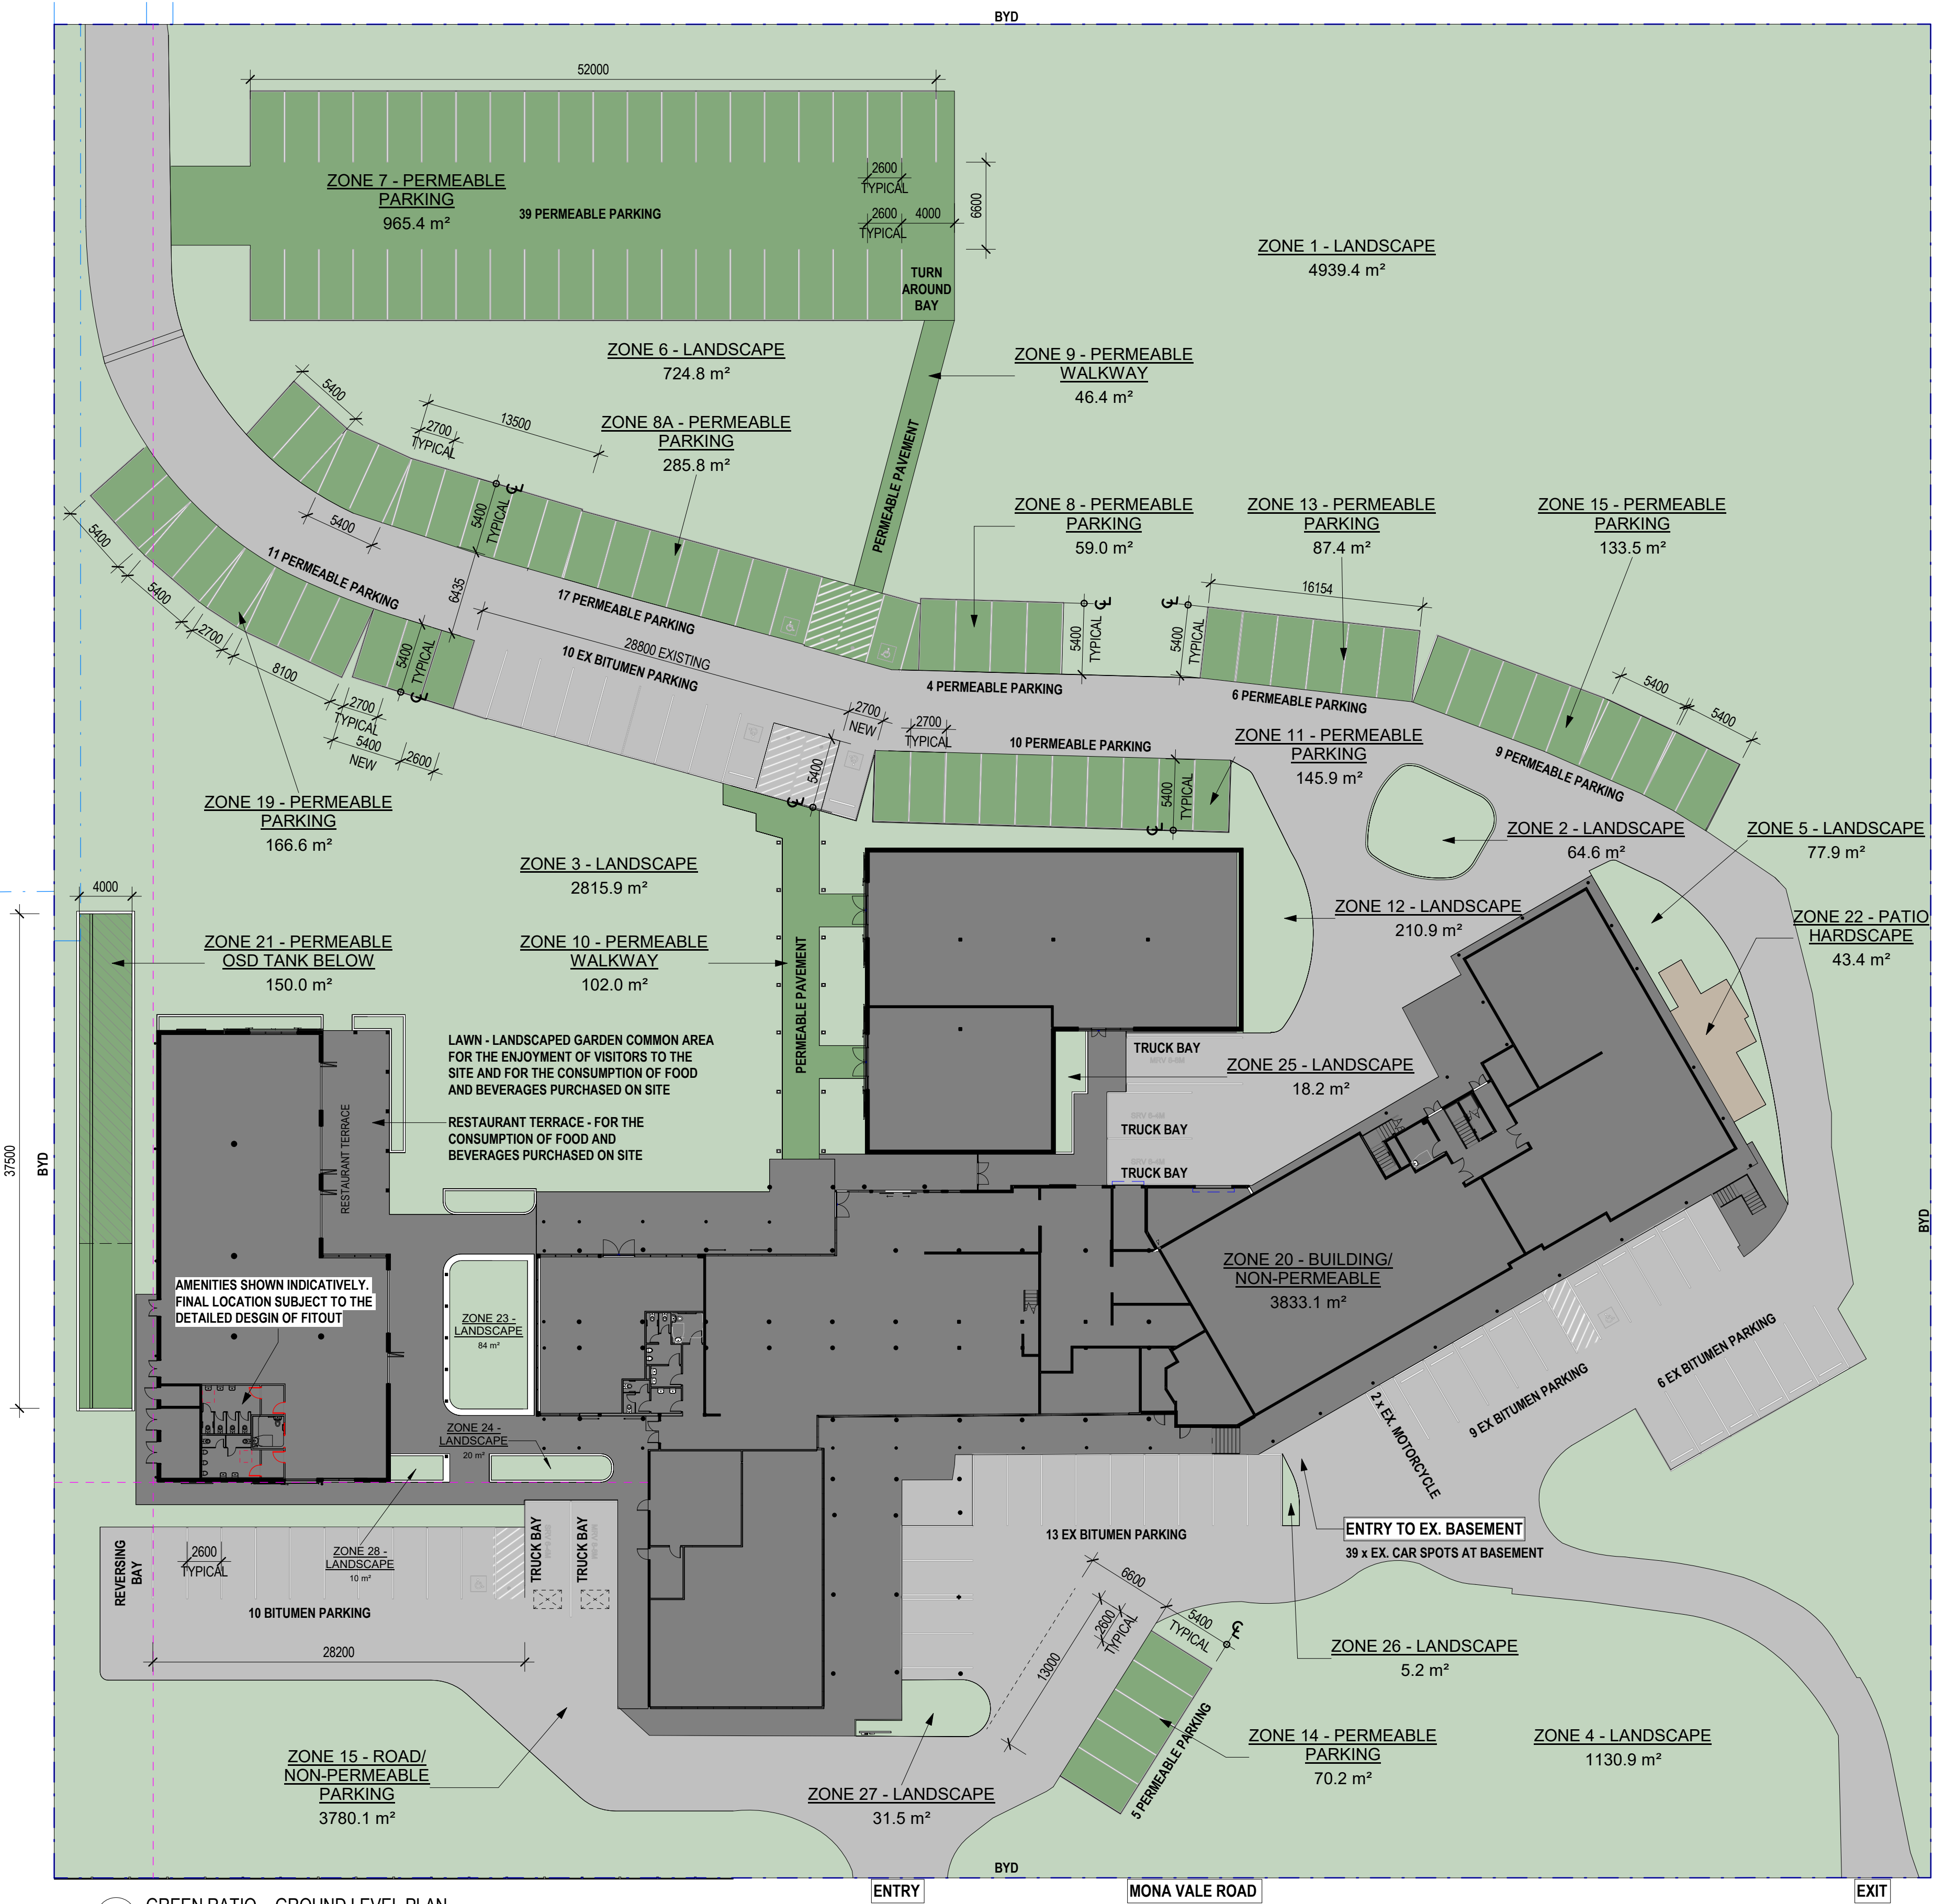 BYD
52000
ZONE 7 - PERMEABLE
PARKING
965.4 m²
39 PERMEABLE PARKING
2600
TYPICAL
2600
4000
TYPICAL
6600
TURN
AROUND
BAY
ZONE 1 - LANDSCAPE
4939.4 m²
ZONE 6 - LANDSCAPE
724.8 m²
ZONE 9 - PERMEABLE
WALKWAY
46.4 m²
PERMEABLE PAVEMENT
5400
13500
2700
TYPICAL
ZONE 8A - PERMEABLE
PARKING
285.8 m²
5400
TYPICAL
5400
6435
17 PERMEABLE PARKING
ZONE 8 - PERMEABLE
PARKING
59.0 m²
ZONE 13 - PERMEABLE
PARKING
87.4 m²
ZONE 15 - PERMEABLE
PARKING
133.5 m²
16154
5400
TYPICAL
5400
TYPICAL
5400
5400
4 PERMEABLE PARKING
6 PERMEABLE PARKING
9 PERMEABLE PARKING
5400
5400
2700
8100
11 PERMEABLE PARKING
5400
TYPICAL
2700
TYPICAL
5400
NEW
2600
28800 EXISTING
10 EX BITUMEN PARKING
2700
NEW
5400
2700
TYPICAL
10 PERMEABLE PARKING
5400
TYPICAL
ZONE 11 - PERMEABLE
PARKING
145.9 m²
ZONE 19 - PERMEABLE
PARKING
166.6 m²
ZONE 2 - LANDSCAPE
64.6 m²
ZONE 5 - LANDSCAPE
77.9 m²
ZONE 3 - LANDSCAPE
2815.9 m²
4000
37500
BYD
ZONE 21 - PERMEABLE
OSD TANK BELOW
150.0 m²
ZONE 10 - PERMEABLE
WALKWAY
102.0 m²
PERMEABLE PAVEMENT
ZONE 12 - LANDSCAPE
210.9 m²
ZONE 22 - PATIO
HARDSCAPE
43.4 m²
LAWN - LANDSCAPED GARDEN COMMON AREA
FOR THE ENJOYMENT OF VISITORS TO THE
SITE AND FOR THE CONSUMPTION OF FOOD
AND BEVERAGES PURCHASED ON SITE
RESTAURANT TERRACE - FOR THE
CONSUMPTION OF FOOD AND
BEVERAGES PURCHASED ON SITE
RESTAURANT TERRACE
TRUCK BAY
ZONE 25 - LANDSCAPE
18.2 m²
TRUCK BAY
TRUCK BAY
BYD
ZONE 20 - BUILDING/
NON-PERMEABLE
3833.1 m²
AMENITIES SHOWN INDICATIVELY.
FINAL LOCATION SUBJECT TO THE
DETAILED DESGIN OF FITOUT
ZONE 23 -
LANDSCAPE
84 m²
ZONE 24 -
LANDSCAPE
20 m²
2 x EX. MOTORCYCLE
9 EX BITUMEN PARKING
6 EX BITUMEN PARKING
REVERSING
BAY
2600
TYPICAL
ZONE 28 -
LANDSCAPE
10 m²
10 BITUMEN PARKING
TRUCK BAY
TRUCK BAY
28200
13 EX BITUMEN PARKING
ENTRY TO EX. BASEMENT
39 x EX. CAR SPOTS AT BASEMENT
6600
2600
TYPICAL
5400
TYPICAL
13000
ZONE 26 - LANDSCAPE
5.2 m²
5 PERMEABLE PARKING
ZONE 14 - PERMEABLE
PARKING
70.2 m²
ZONE 4 - LANDSCAPE
1130.9 m²
ZONE 15 - ROAD/
NON-PERMEABLE
PARKING
3780.1 m²
ZONE 27 - LANDSCAPE
31.5 m²
BYD
ENTRY
MONA VALE ROAD
EXIT
GREEN RATIO - GROUND LEVEL PLAN